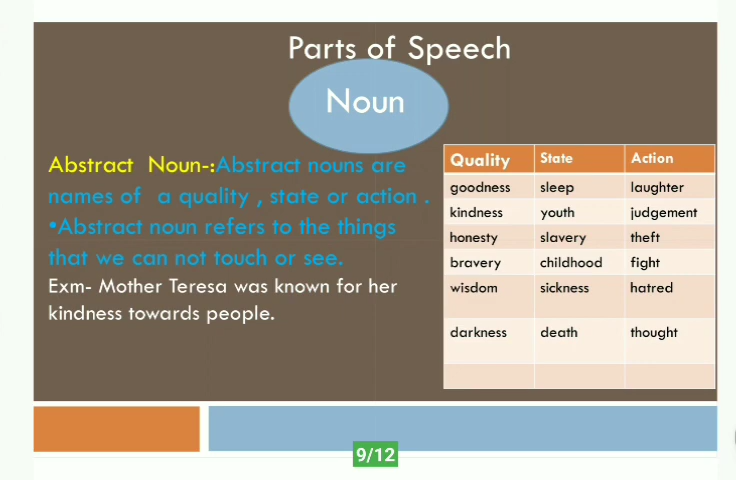 Parts of Speech
Noun
Abstract Noun-:Abstract nouns are
names of a quality , state or action .
•Abstract noun refers to the things
that we can not touch or see.
Exm- Mother Teresa was known for her
kindness towards people.
Quality State Action
goodness sleep laughter
kindness youth judgement
honesty slavery theft
bravery childhood fight
wisdom sickness hatred
darkness death thought
9/12